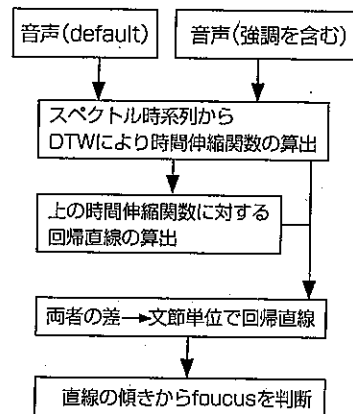 音声(default)
音声(強調を含む)
スペクトル時系列から
DTWにより時間伸縮関数の算出
上の時間伸縮関数に対する
回帰直線の算出
両者の差→文節単位で回帰直線
直線の傾きからfoucusを判断